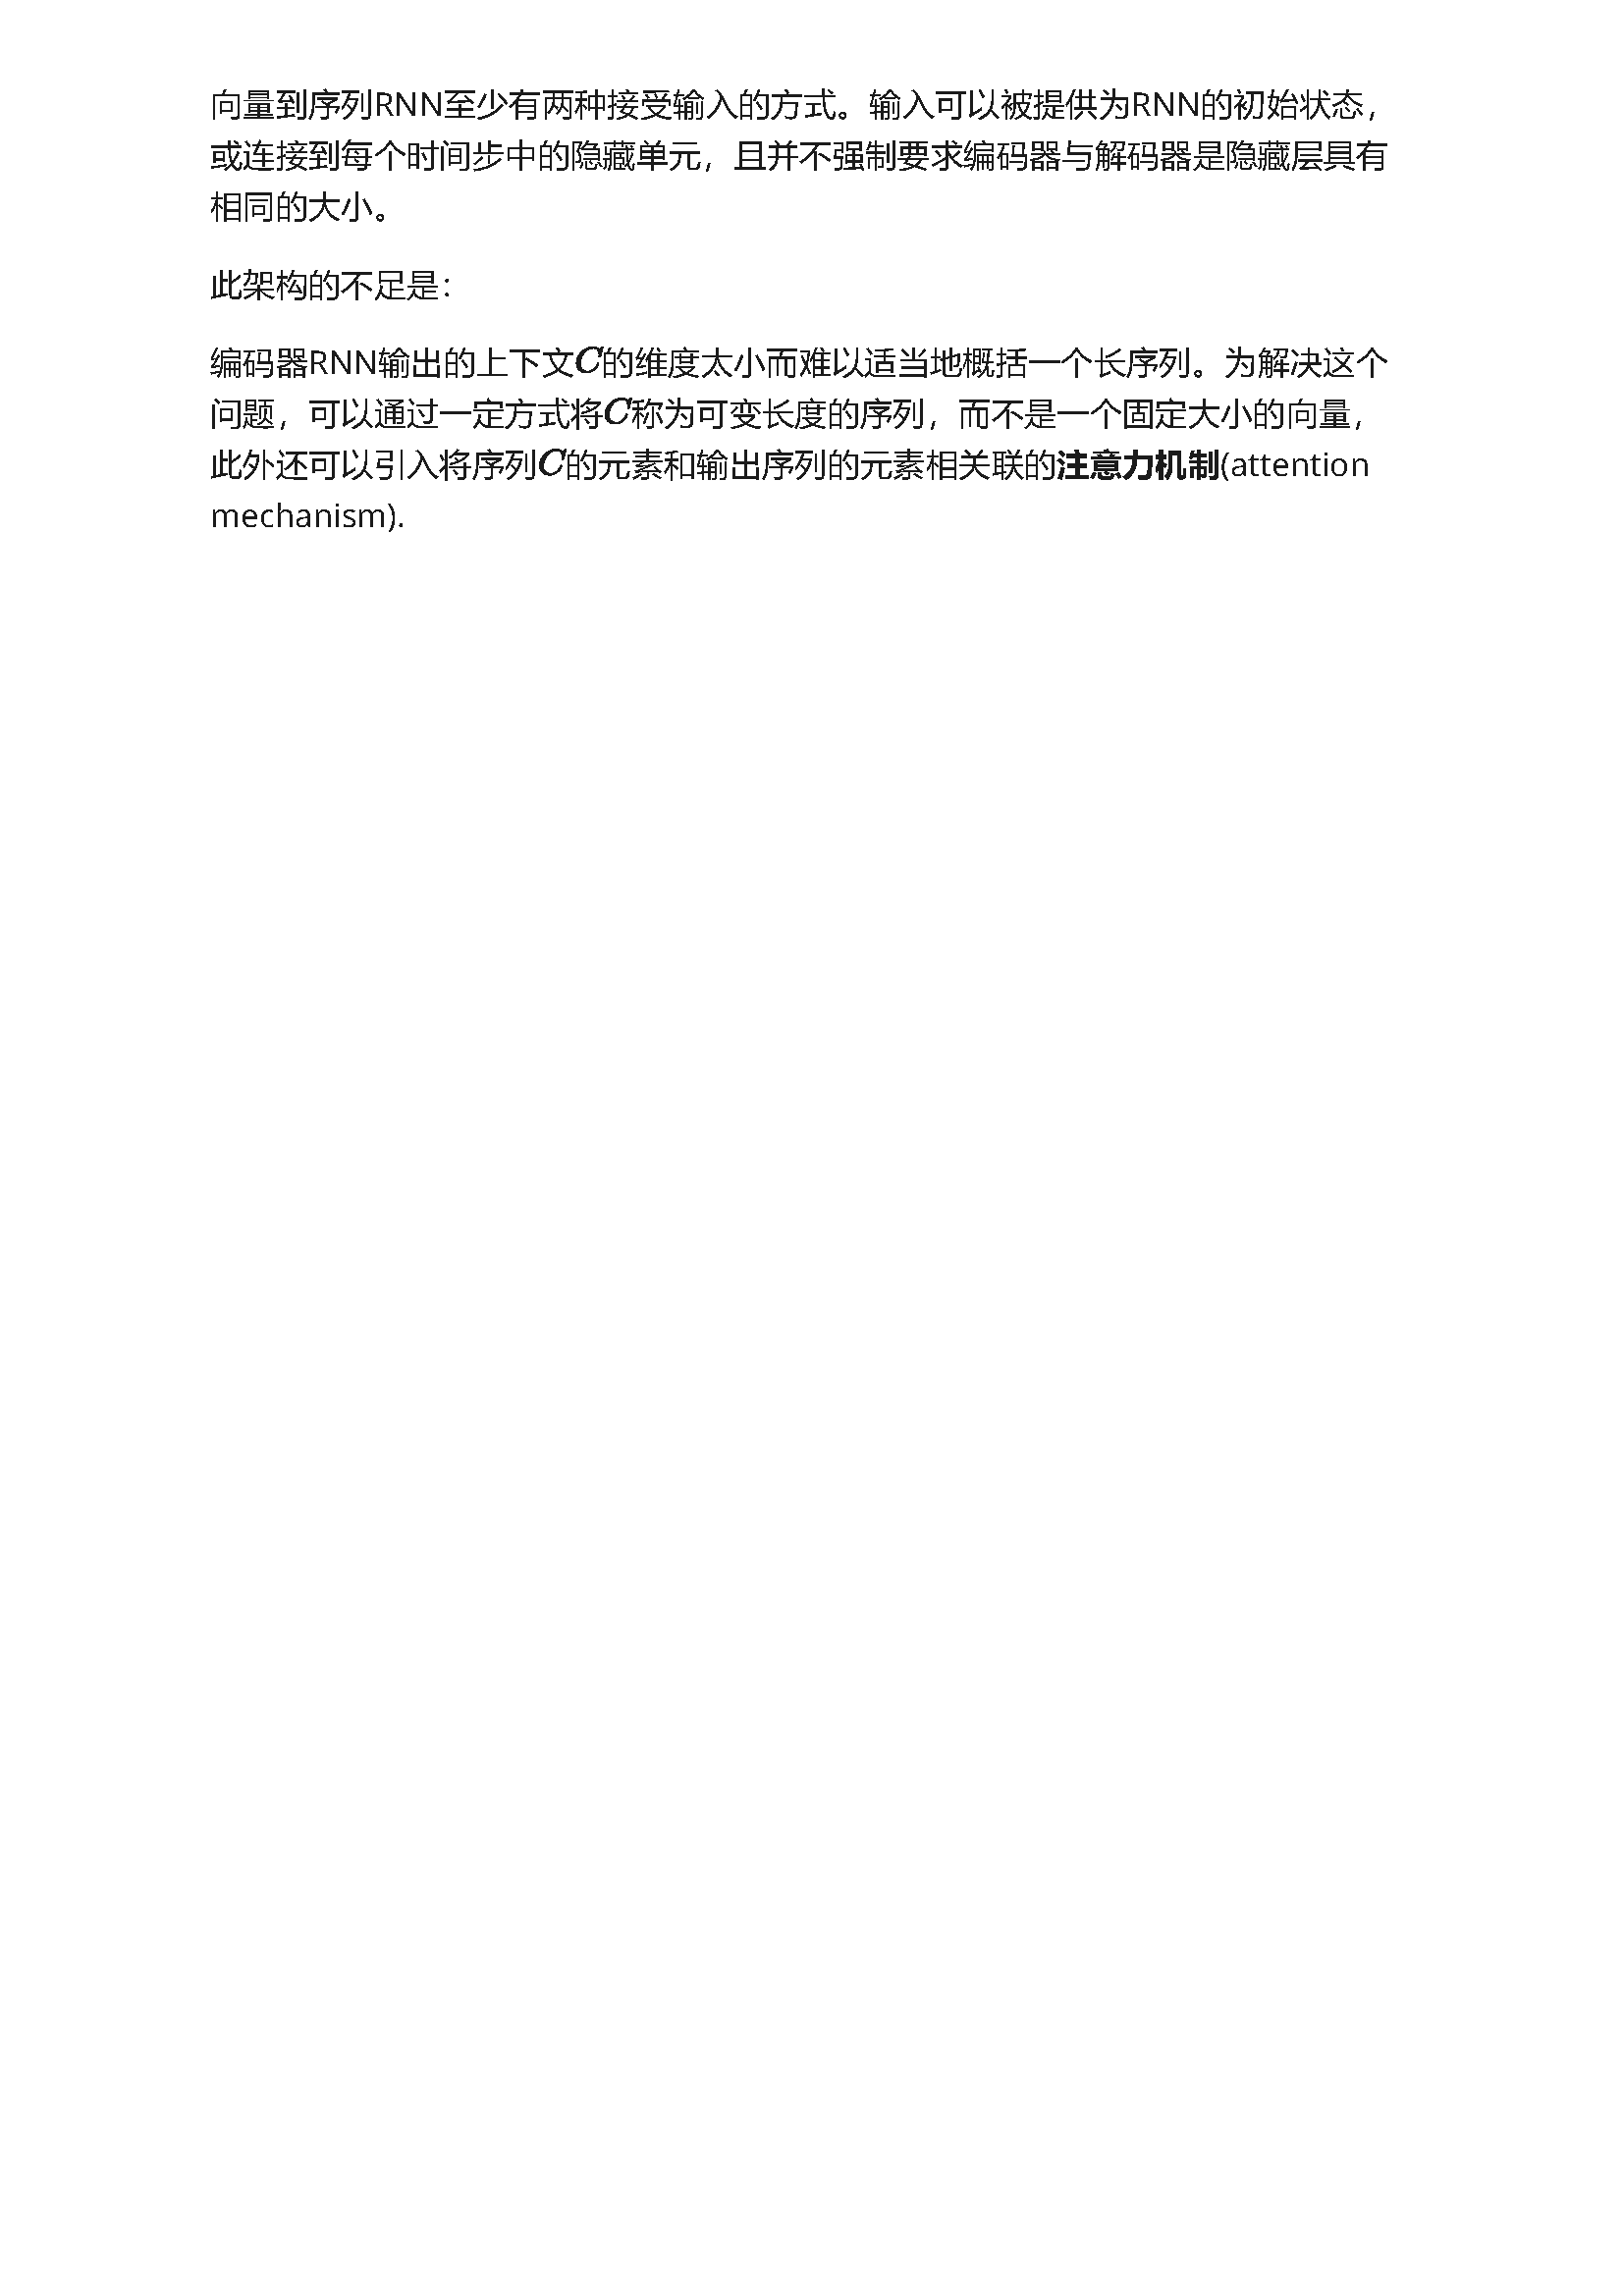 向量到序列RNN至少有两种接受输入的方式。输入可以被提供为RNN的初始状态，
或连接到每个时间步中的隐藏单元，且并不强制要求编码器与解码器是隐藏层具有
相同的大小。
此架构的不足是：
编码器RNN输出的上下文C的维度太小而难以适当地概括一个长序列。为解决这个
问题，可以通过一定方式将C称为可变长度的序列，而不是一个固定大小的向量，
此外还可以引入将序列C的元素和输出序列的元素相关联的注意力机制(attention
mechanism).